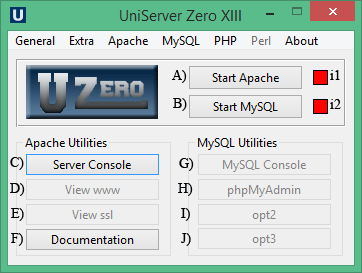 U UniServer Zero XIII
General Extra Apache MySQL PHP Perl About
U ZERO
A) Start Apache i1
B) Start MySQL i2
Apache Utilities
C) Server Console
D) View www
E) View ssl
F) Documentation
MySQL Utilities
G) MySQL Console
H) phpMyAdmin
I) opt2
J) opt3